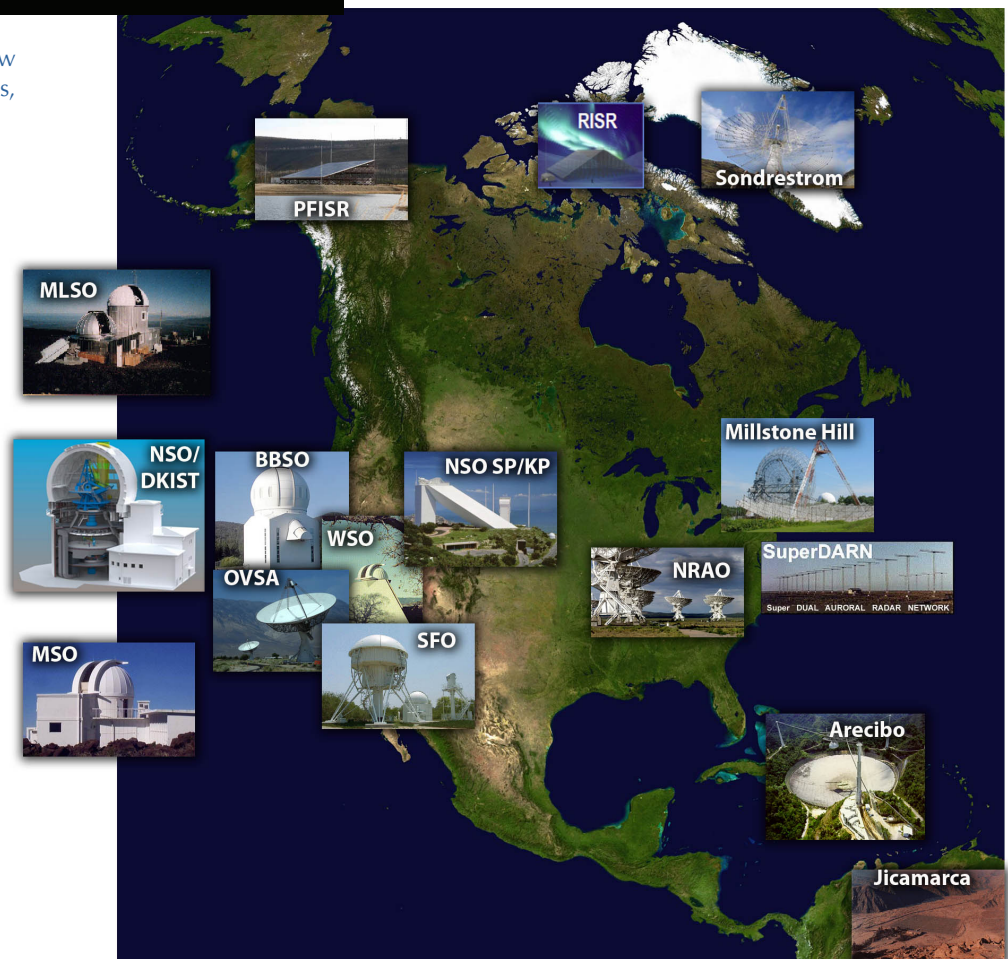 w
s,
RISR
Sondrestrom
PFISR
MLSO
Millstone Hill
NSO/
DKIST
BBSO
NSO SP/KP
WSO
SuperDARN
Super DUAL AURORAL RADAR NETWORK
NRAO
OVSA
SFO
MSO
Arecibo
Jicamarca